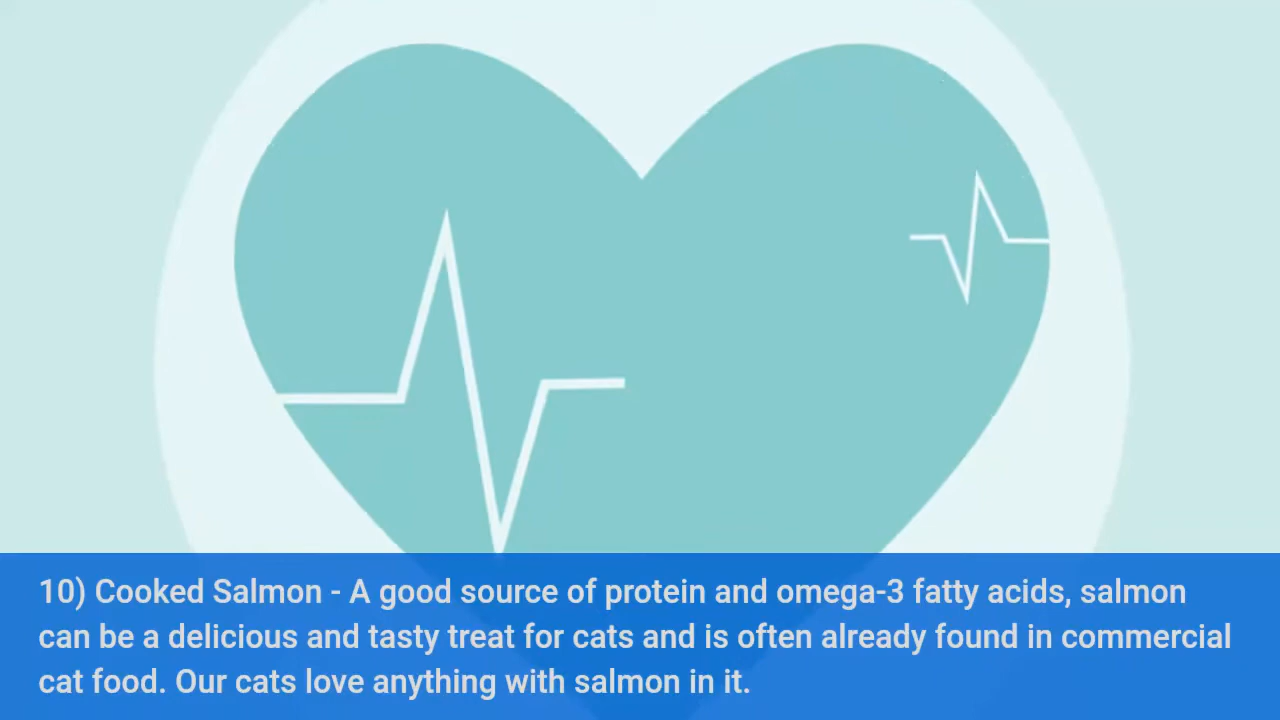 10) Cooked Salmon - A good source of protein and omega-3 fatty acids, salmon
can be a delicious and tasty treat for cats and is often already found in commercial
cat food. Our cats love anything with salmon in it.